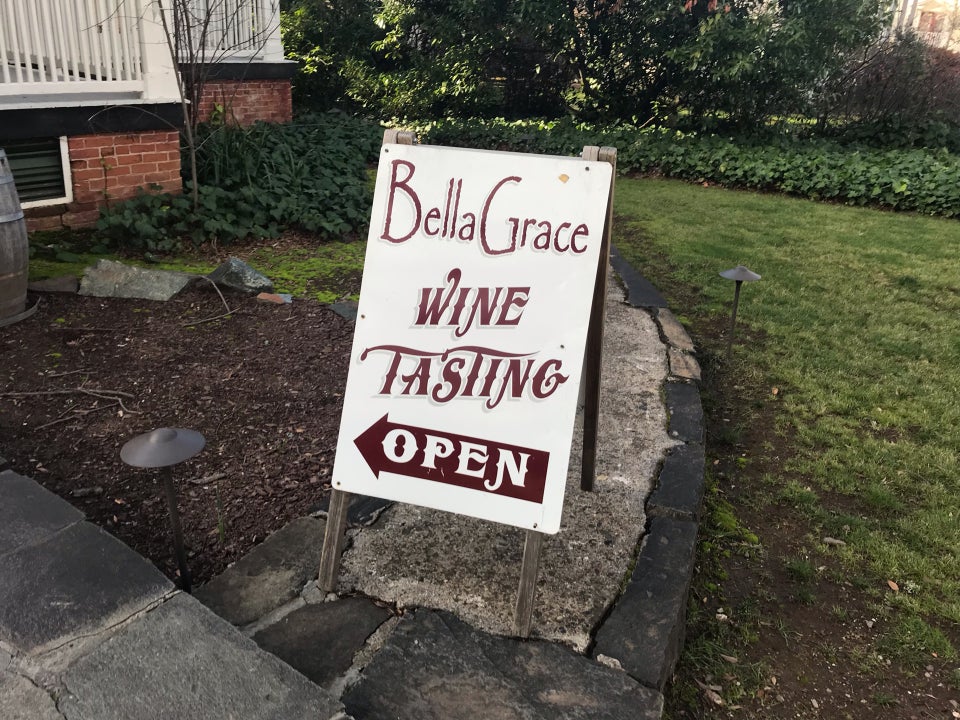 BellaGrace
WINE
TASTING
OPEN